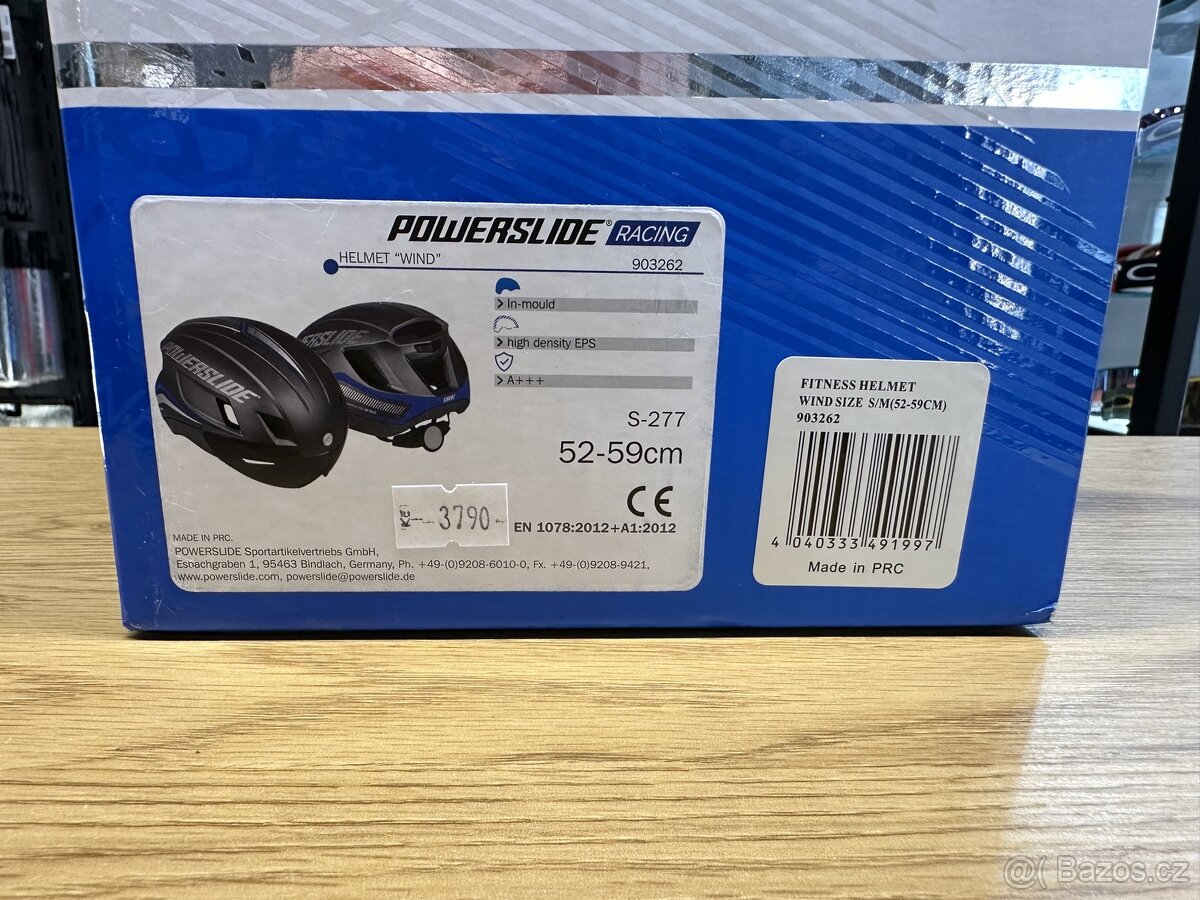 POWERSLIDE® RACING
HELMET "WIND"
903262
> In-mould
> high density EPS
> A+++
POWERSLIDE
POWERSLIDE
S-277
52-59cm
CE
3790
EN 1078:2012+A1:2012
MADE IN PRC.
POWERSLIDE Sportartikelvertriebs GmbH,
Esbachgraben 1, 95463 Bindlach, Germany, Ph. +49-(0)9208-6010-0, Fx. +49-(0)9208-9421,
www.powerslide.com, powerslide@powerslide.de
FITNESS HELMET
WIND SIZE S/M(52-59CM)
903262
4 040333 491997
Made in PRC
@( Bazos.cz